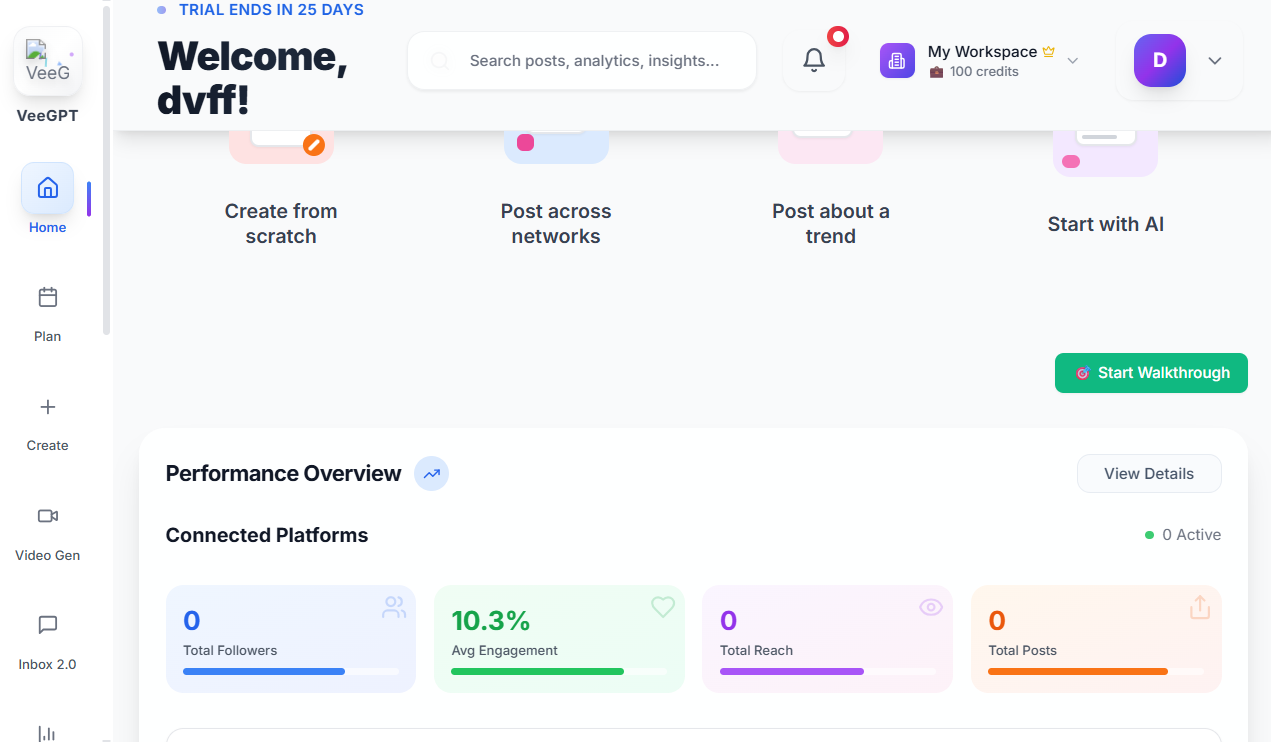 TRIAL ENDS IN 25 DAYS
Welcome,
dvff!
Search posts, analytics, insights...
My Workspace
100 credits
D
VeeG
VeeGPT
Home
Plan
Create
Video Gen
Inbox 2.0
Create from
scratch
Post across
networks
Post about a
trend
Start with AI
Start Walkthrough
Performance Overview
View Details
Connected Platforms
0 Active
0
Total Followers
10.3%
Avg Engagement
0
Total Reach
0
Total Posts